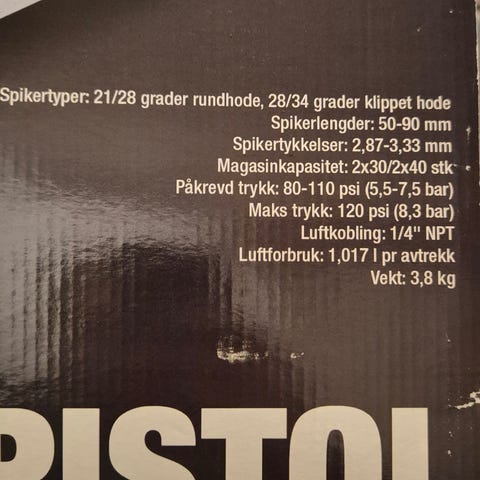 Spikertyper: 21/28 grader rundhode, 28/34 grader klippet hode
Spikerlengder: 50-90 mm
Spikertykkelser: 2,87-3,33 mm
Magasinkapasitet: 2x30/2x40 stk
Påkrevd trykk: 80-110 psi (5,5-7,5 bar)
Maks trykk: 120 psi (8,3 bar)
Luftkobling: 1/4" NPT
Luftforbruk: 1,017 l pr avtrekk
Vekt: 3,8 kg
PISTOL